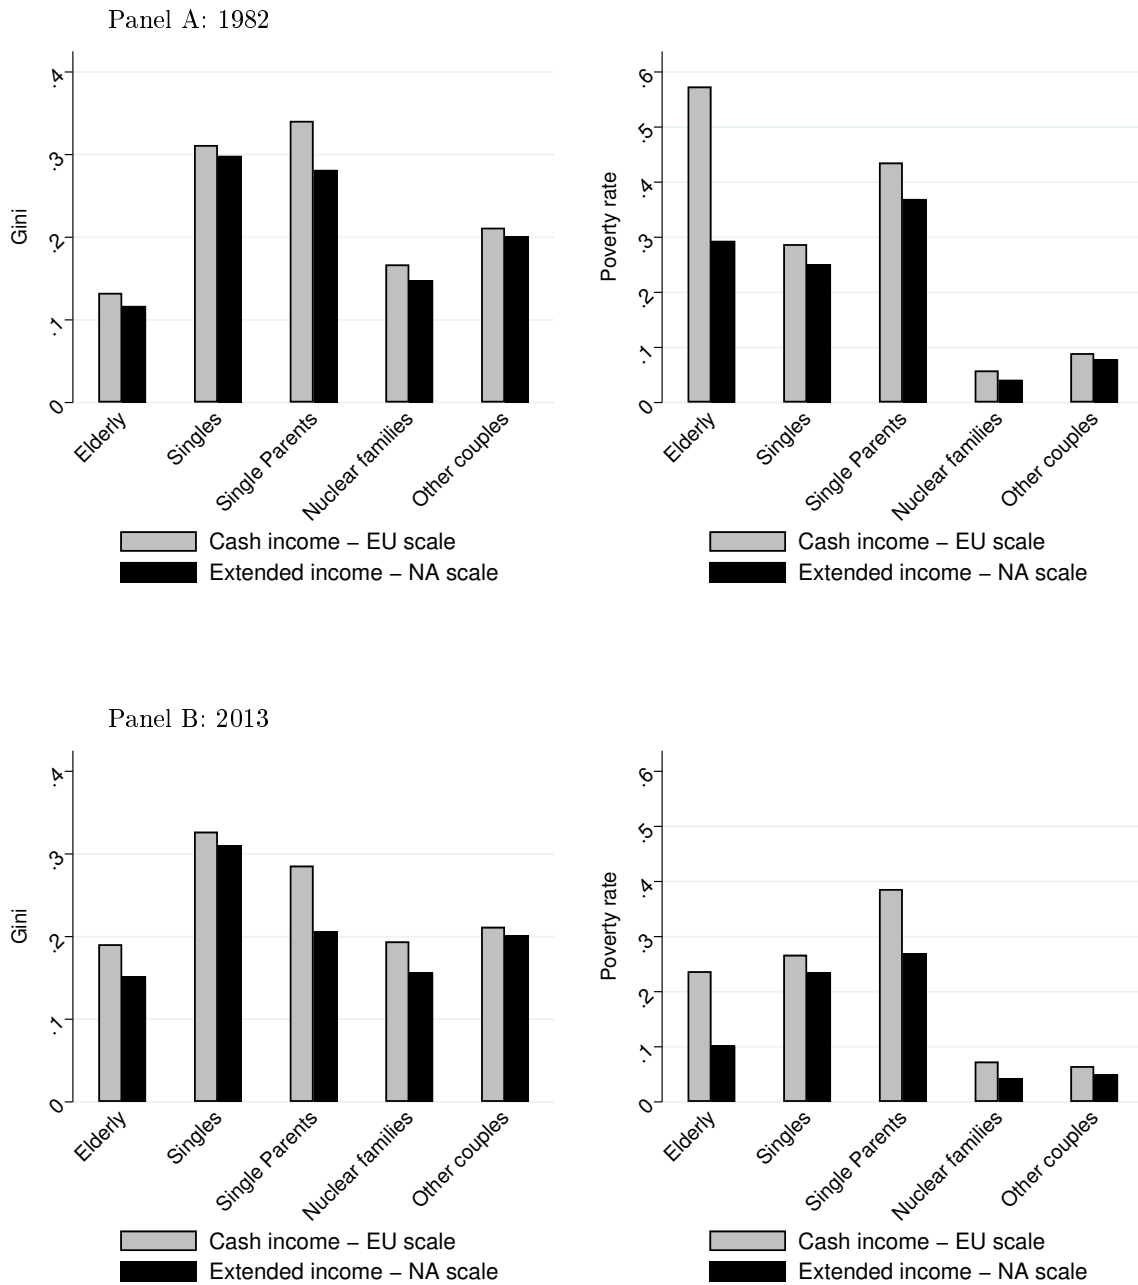 Panel A: 1982
Gini
.4
.3
.2
.1
0
Elderly
Singles
Single Parents
Nuclear families
Other couples
Cash income – EU scale
Extended income – NA scale
Poverty rate
.6
.5
.4
.3
.2
.1
0
Elderly
Singles
Single Parents
Nuclear families
Other couples
Cash income – EU scale
Extended income – NA scale
Panel B: 2013
Gini
.4
.3
.2
.1
0
Elderly
Singles
Single Parents
Nuclear families
Other couples
Cash income – EU scale
Extended income – NA scale
Poverty rate
.6
.5
.4
.3
.2
.1
0
Elderly
Singles
Single Parents
Nuclear families
Other couples
Cash income – EU scale
Extended income – NA scale